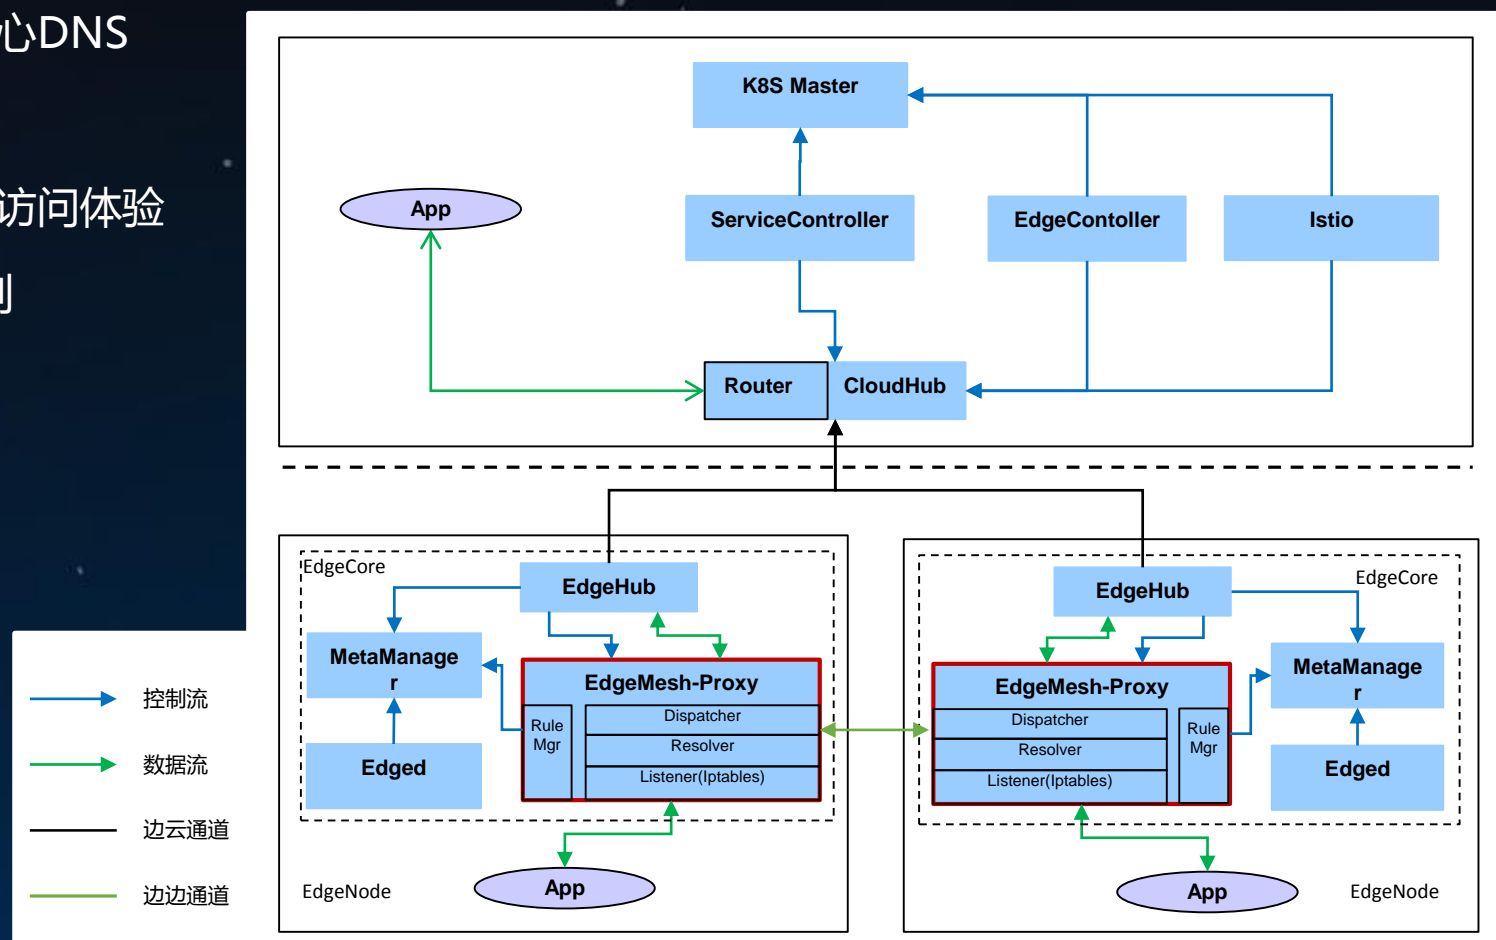 心DNS
访问体验
K8S Master
App
ServiceController
EdgeContoller
Istio
Router
CloudHub
EdgeCore
EdgeHub
MetaManage
r
EdgeMesh-Proxy
Rule
Mgr
Dispatcher
Resolver
Listener(Iptables)
Edged
App
EdgeNode
EdgeHub
EdgeCore
EdgeMesh-Proxy
Dispatcher
Resolver
Listener(Iptables)
Rule
Mgr
MetaManage
r
Edged
App
EdgeNode
控制流
数据流
边云通道
边边通道